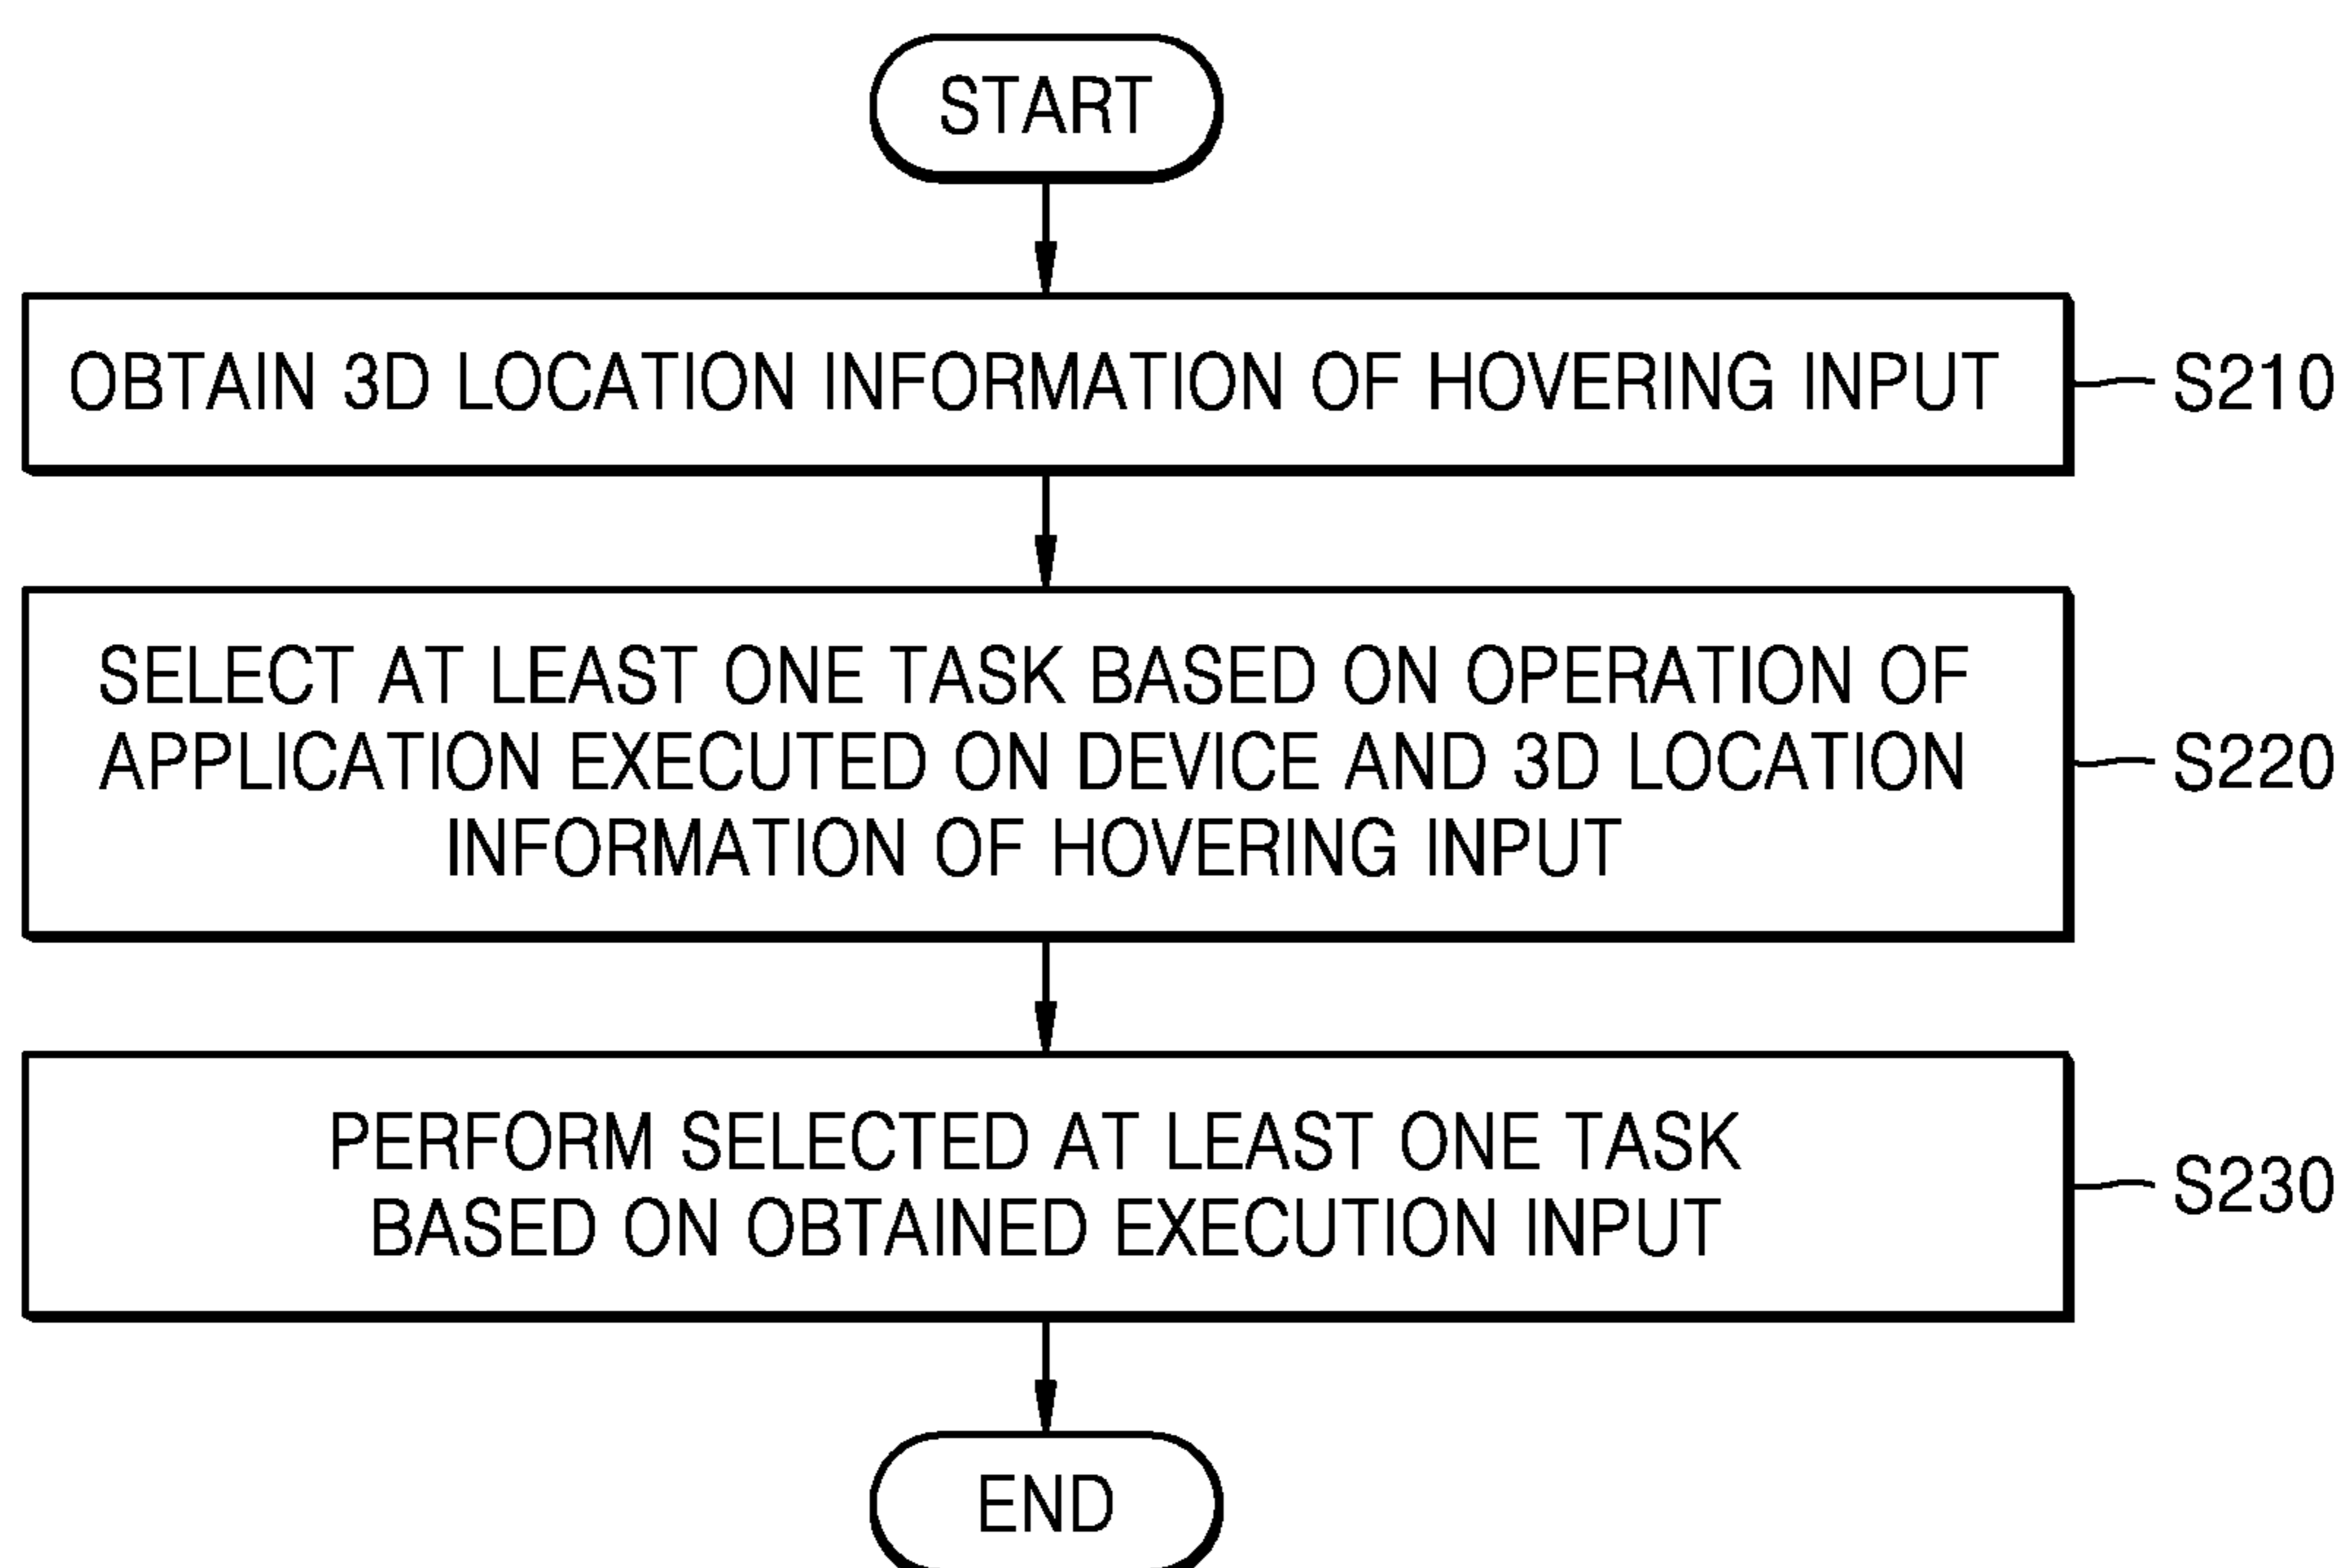 START
OBTAIN 3D LOCATION INFORMATION OF HOVERING INPUT
S210
SELECT AT LEAST ONE TASK BASED ON OPERATION OF
APPLICATION EXECUTED ON DEVICE AND 3D LOCATION
INFORMATION OF HOVERING INPUT
S220
PERFORM SELECTED AT LEAST ONE TASK
BASED ON OBTAINED EXECUTION INPUT
S230
END